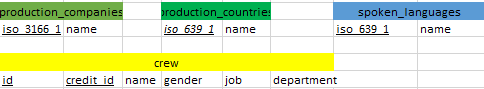 production_companies production_countries spoken_languages
iso_3166_1 name iso_639_1 name iso_639_1 name
crew
id credit_id name gender job department